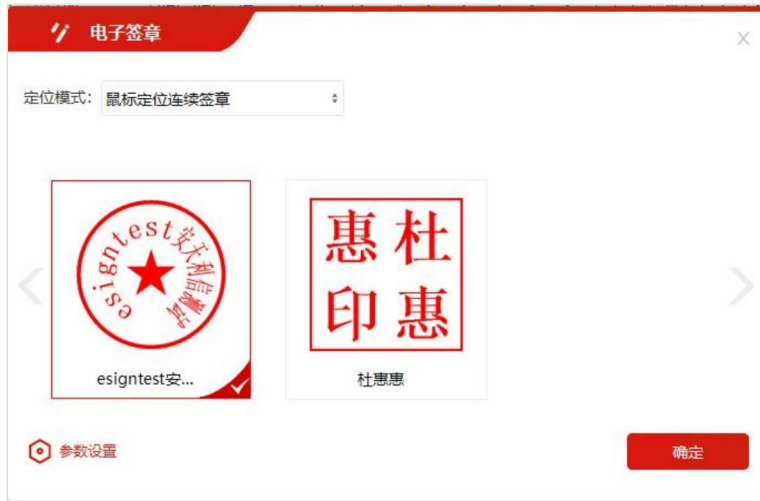 电子签章
定位模式： 鼠标定位连续签章
esigntest安天利信测试
惠杜
印惠
esigntest安...
杜惠惠
参数设置
确定